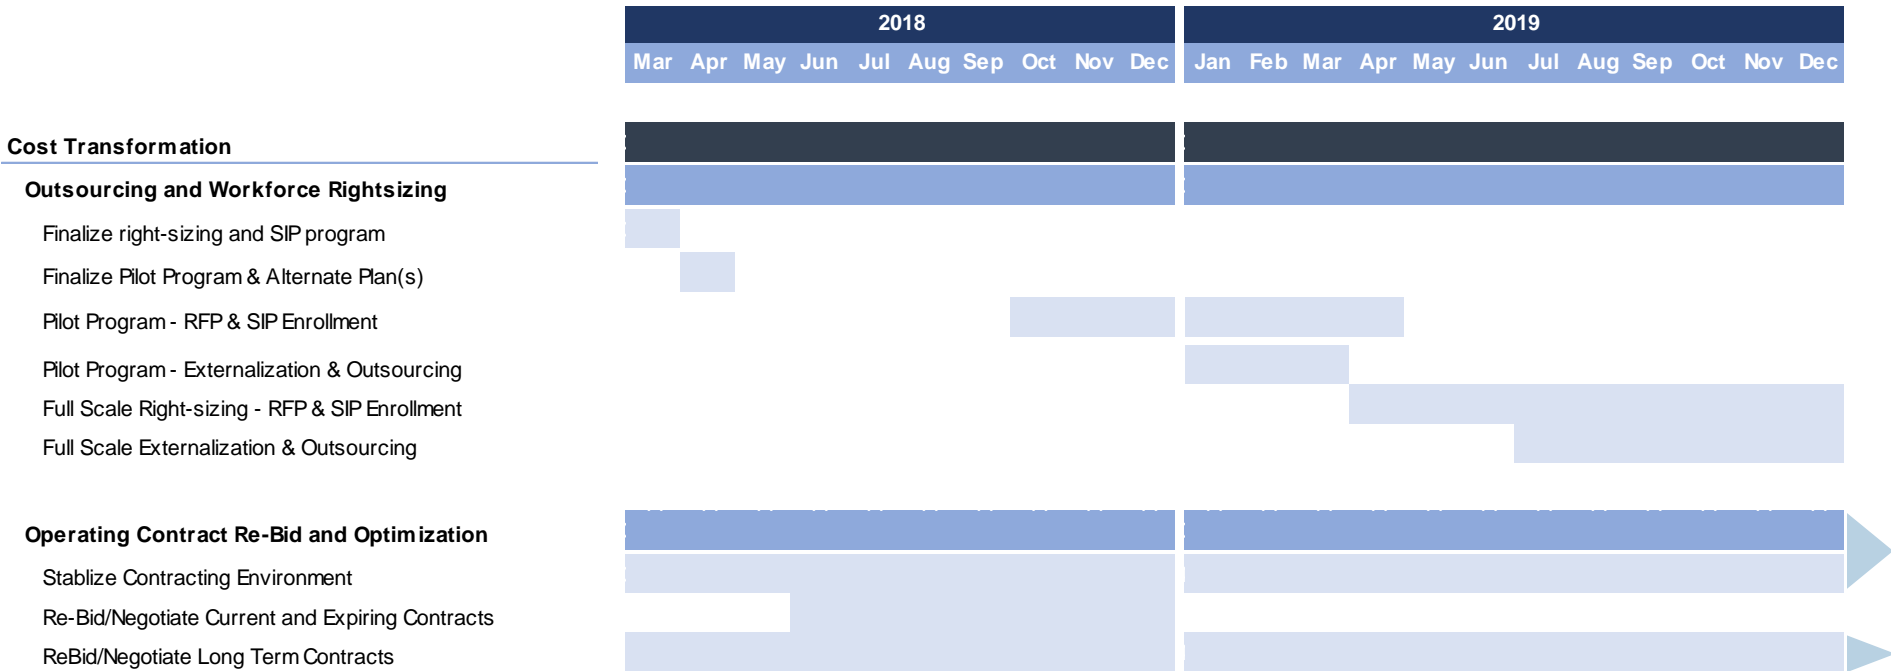 2018 2019
Mar Apr May Jun Jul Aug Sep Oct Nov Dec Jan Feb Mar Apr May Jun Jul Aug Sep Oct Nov Dec
Cost Transformation
Outsourcing and Workforce Rightsizing
Finalize right-sizing and SIP program
Finalize Pilot Program & Alternate Plan(s)
Pilot Program - RFP & SIP Enrollment
Pilot Program - Externalization & Outsourcing
Full Scale Right-sizing - RFP & SIP Enrollment
Full Scale Externalization & Outsourcing
Operating Contract Re-Bid and Optimization
Stablize Contracting Environment
Re-Bid/Negotiate Current and Expiring Contracts
ReBid/Negotiate Long Term Contracts